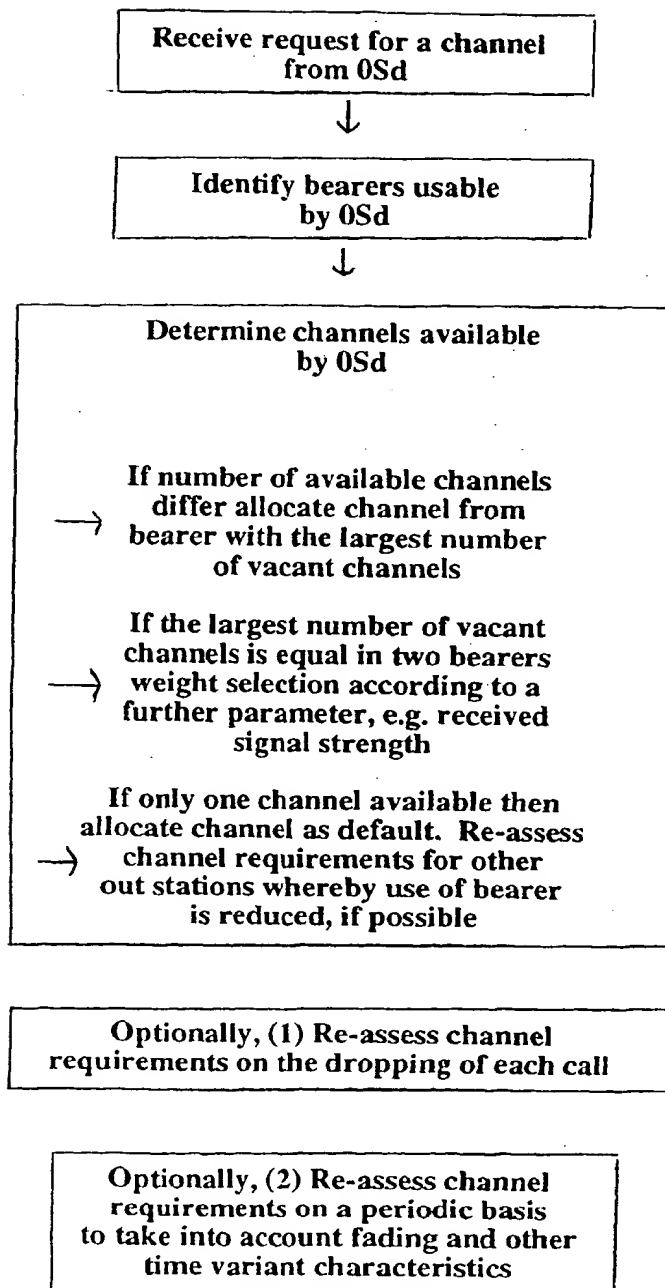 Receive request for a channel
from 0Sd
Identify bearers usable
by 0Sd
Determine channels available
by 0Sd
If number of available channels
differ allocate channel from
bearer with the largest number
of vacant channels
If the largest number of vacant
channels is equal in two bearers
weight selection according to a
further parameter, e.g. received
signal strength
If only one channel available then
allocate channel as default. Re-assess
channel requirements for other
out stations whereby use of bearer
is reduced, if possible
Optionally, (1) Re-assess channel
requirements on the dropping of each call
Optionally, (2) Re-assess channel
requirements on a periodic basis
to take into account fading and other
time variant characteristics